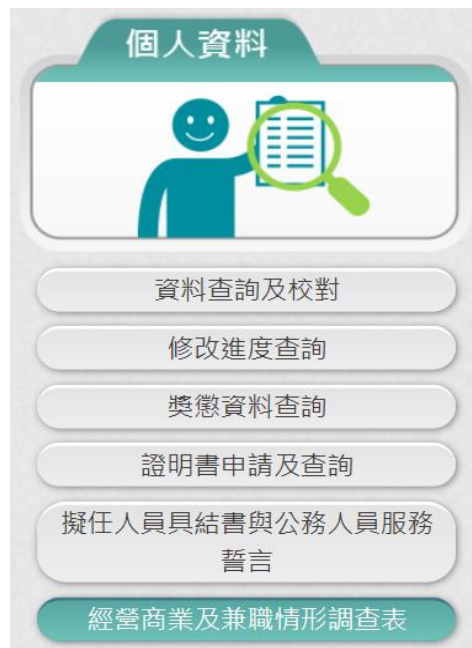 個人資料
資料查詢及校對
修改進度查詢
獎懲資料查詢
證明書申請及查詢
擬任人員具結書與公務人員服務
誓言
經營商業及兼職情形調查表